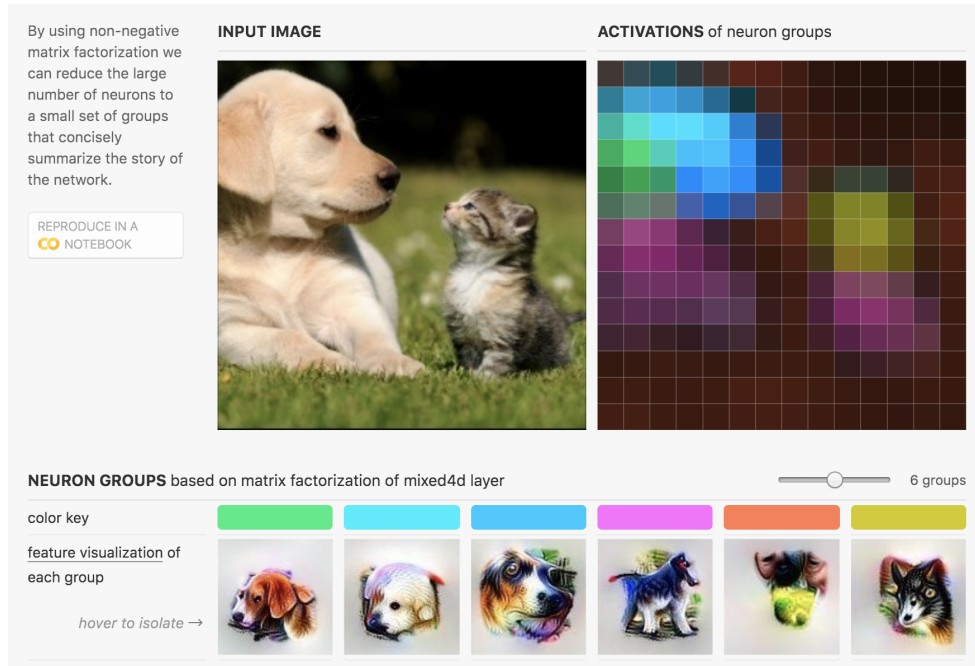 By using non-negative
matrix factorization we
can reduce the large
number of neurons to
a small set of groups
that concisely
summarize the story of
the network.
REPRODUCE IN A
CO NOTEBOOK
INPUT IMAGE
ACTIVATIONS of neuron groups
NEURON GROUPS based on matrix factorization of mixed4d layer
6 groups
color key
feature visualization of
each group
hover to isolate →